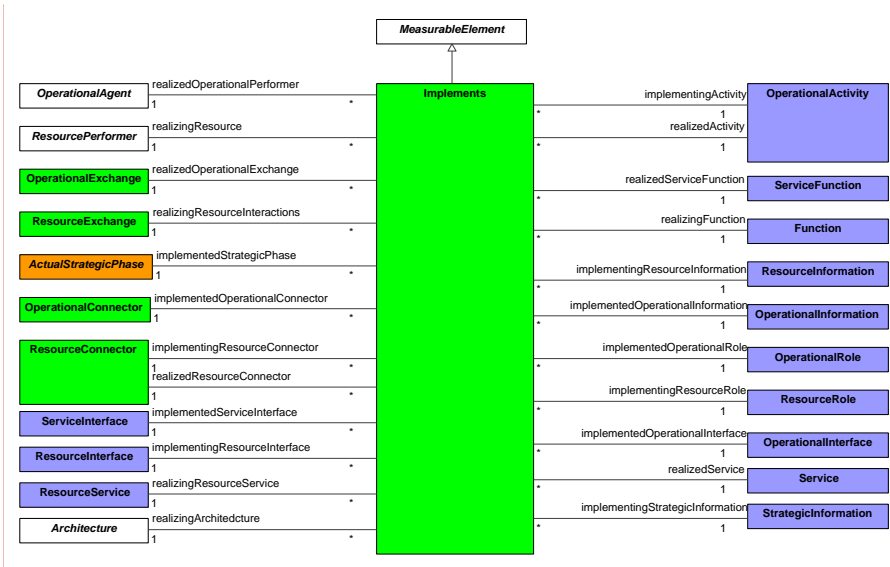 MeasurableElement
Implements
OperationalAgent
realizedOperationalPerformer
1
*
ResourcePerformer
realizingResource
1
*
OperationalExchange
realizedOperationalExchange
1
*
ResourceExchange
realizingResourceInteractions
1
*
ActualStrategicPhase
implementedStrategicPhase
1
*
OperationalConnector
implementedOperationalConnector
1
*
ResourceConnector
implementingResourceConnector
1
*
realizedResourceConnector
1
*
ServiceInterface
implementedServiceInterface
1
*
ResourceInterface
implementingResourceInterface
1
*
ResourceService
realizingResourceService
1
*
Architecture
realizingArchitedcture
1
*
implementingActivity
OperationalActivity
*
1
realizedActivity
*
1
realizedServiceFunction
ServiceFunction
*
1
realizingFunction
Function
*
1
implementingResourceInformation
ResourceInformation
*
1
implementedOperationalInformation
OperationalInformation
*
1
implementedOperationalRole
OperationalRole
*
1
implementingResourceRole
ResourceRole
*
1
implementedOperationalInterface
OperationalInterface
*
1
realizedService
Service
*
1
implementingStrategicInformation
StrategicInformation
*
1